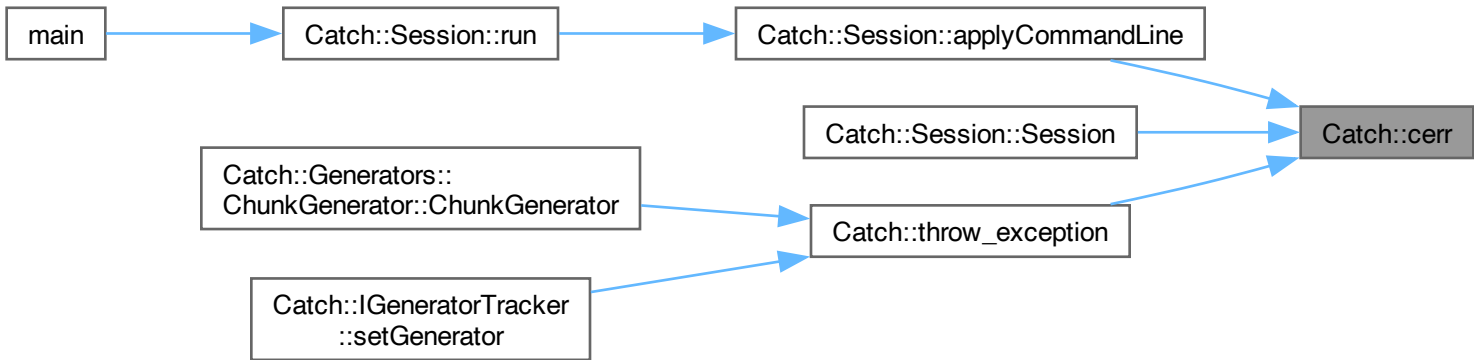 main
Catch::Session::run
Catch::Session::applyCommandLine
Catch::Session::Session
Catch::cerr
Catch::Generators::
ChunkGenerator::ChunkGenerator
Catch::throw_exception
Catch::IGeneratorTracker
::setGenerator